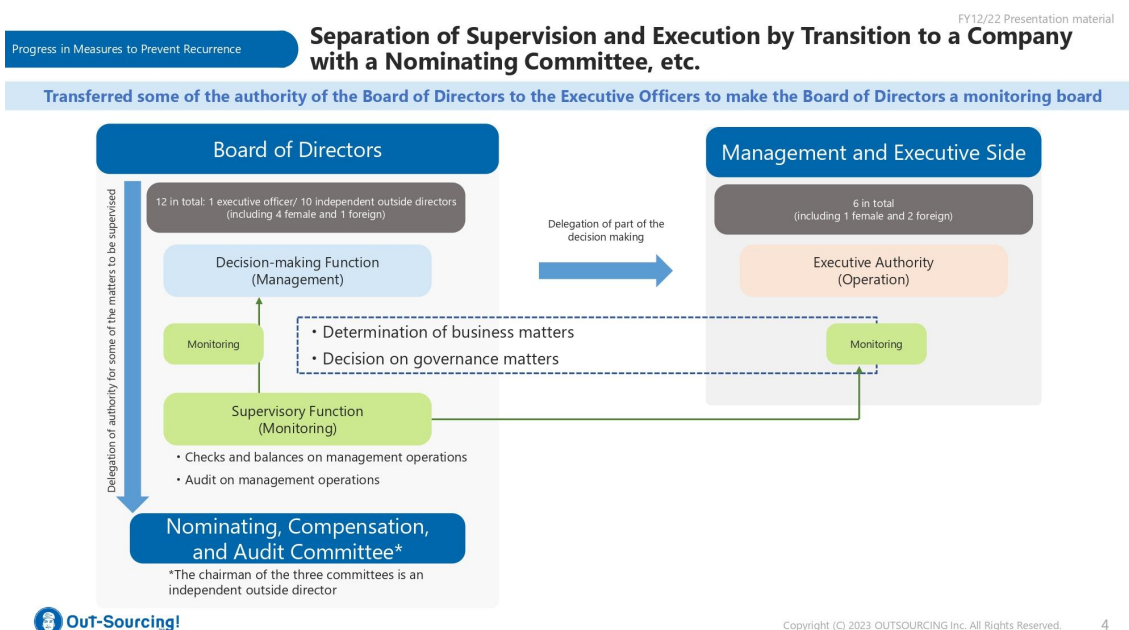 FY12/22 Presentation material
Progress in Measures to Prevent Recurrence
Separation of Supervision and Execution by Transition to a Company
with a Nominating Committee, etc.
Transferred some of the authority of the Board of Directors to the Executive Officers to make the Board of Directors a monitoring board
Board of Directors
12 in total: 1 executive officer/ 10 independent outside directors
(including 4 female and 1 foreign)
Delegation of authority for some of the matters to be supervised
Decision-making Function
(Management)
Monitoring
・Determination of business matters
・Decision on governance matters
Supervisory Function
(Monitoring)
・Checks and balances on management operations
・Audit on management operations
Nominating, Compensation,
and Audit Committee*
*The chairman of the three committees is an
independent outside director
Delegation of part of the
decision making
Management and Executive Side
6 in total
(including 1 female and 2 foreign)
Executive Authority
(Operation)
Monitoring
Out-Sourcing!
Copyright (C) 2023 OUTSOURCING Inc. All Rights Reserved.
4